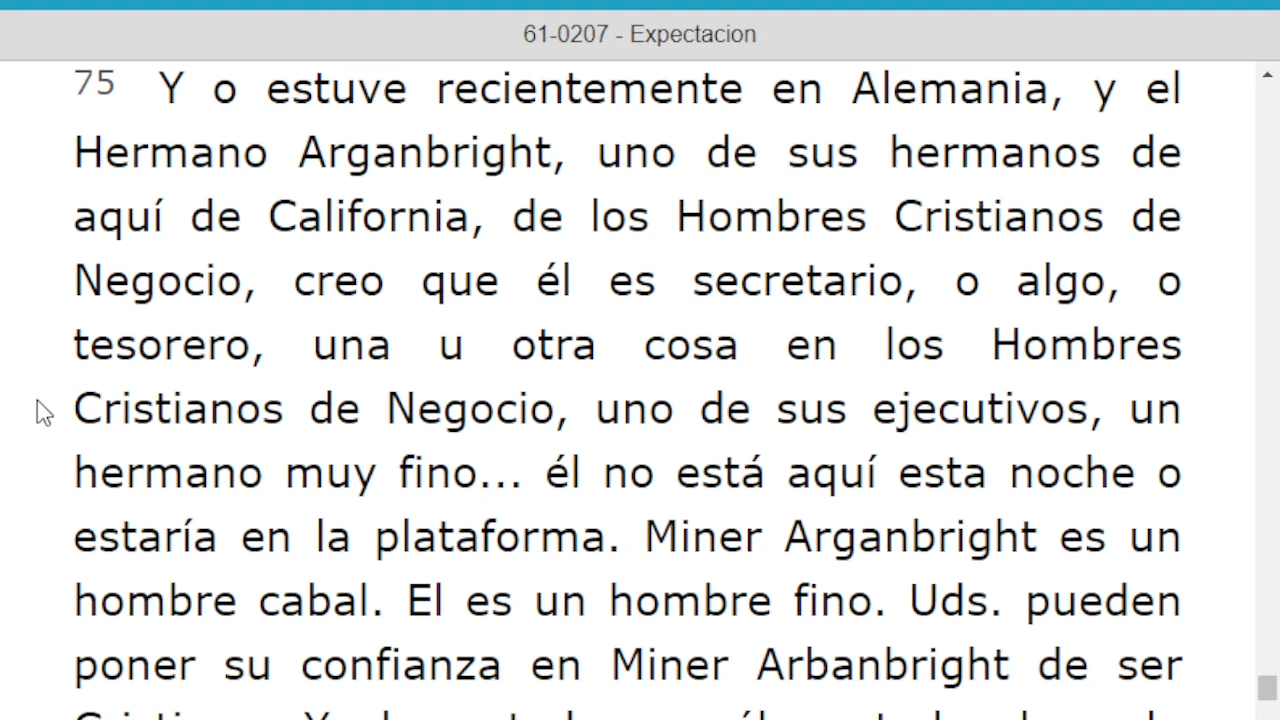 61-0207 - Expectacion
75 Y o estuve recientemente en Alemania, y el
Hermano Arganbright, uno de sus hermanos de
aquí de California, de los Hombres Cristianos de
Negocio, creo que él es secretario, o algo, o
tesorero, una u otra cosa en los Hombres
Cristianos de Negocio, uno de sus ejecutivos, un
hermano muy fino... él no está aquí esta noche o
estaría en la plataforma. Miner Arganbright es un
hombre cabal. El es un hombre fino. Uds. pueden
poner su confianza en Miner Arbanbright de ser